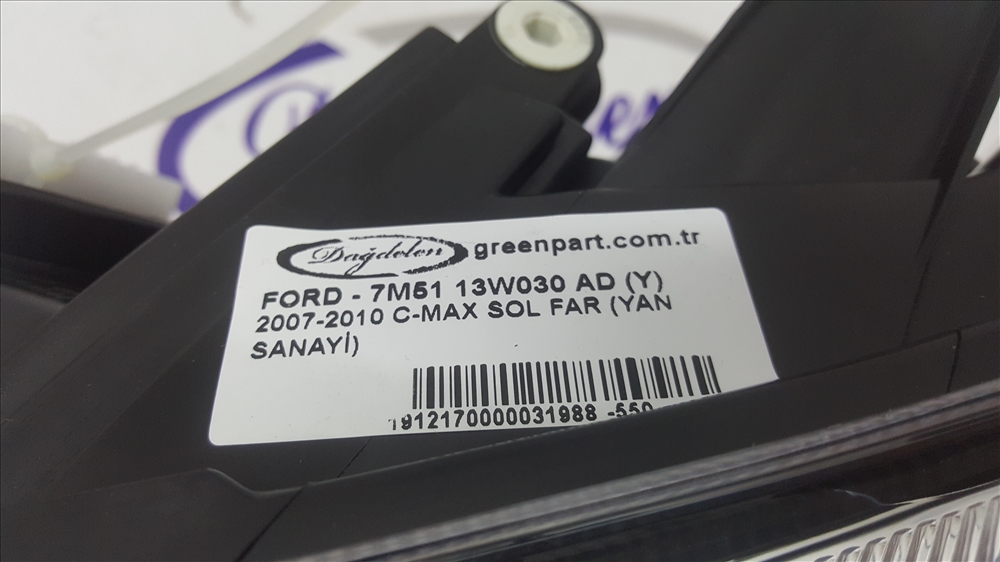 Dağdelen
greenpart.com.tr
FORD - 7M51 13W030 AD (Y)
2007-2010 C-MAX SOL FAR (YAN
SANAYİ)
1912170000031988 -550